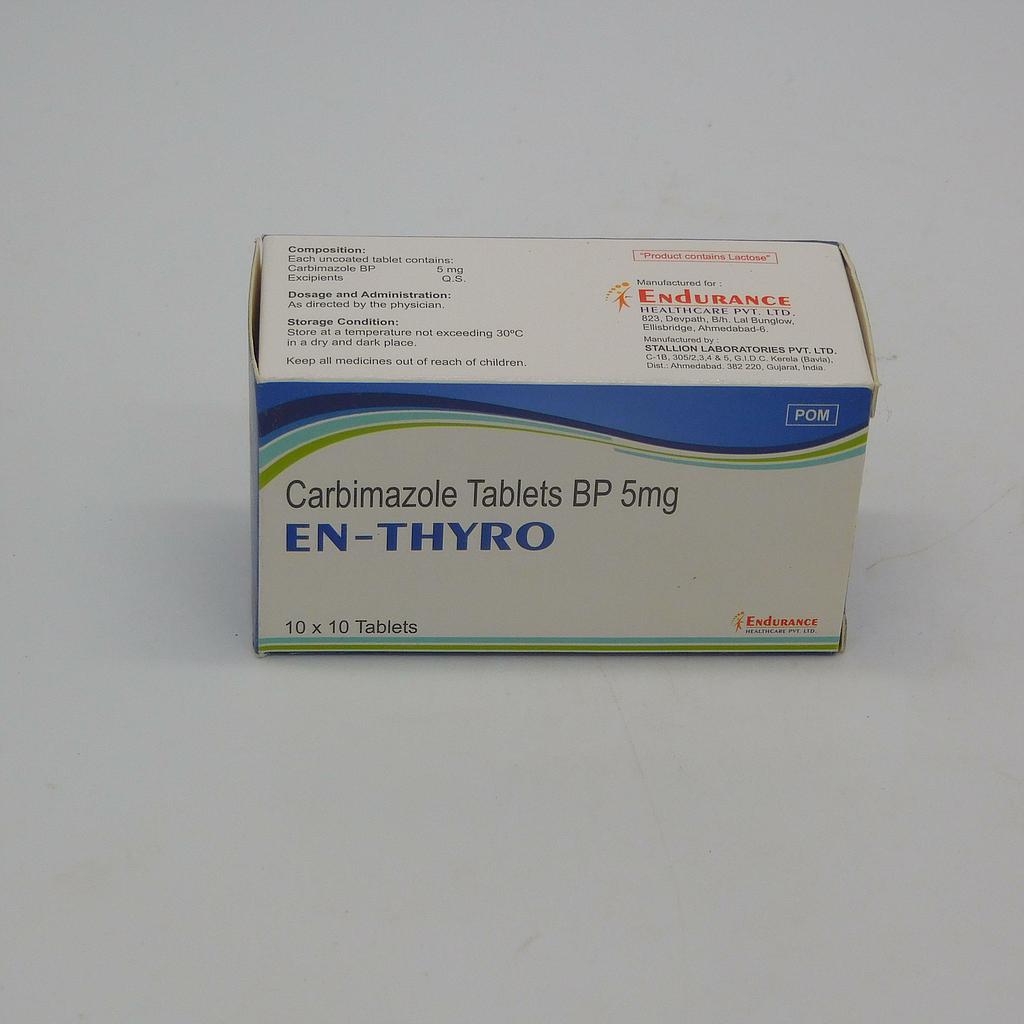 Composition:
Each uncoated tablet contains:
Carbimazole BP 5 mg
Excipients Q.S.
Dosage and Administration:
As directed by the physician.
Storage Condition:
Store at a temperature not exceeding 30ºC
in a dry and dark place.
Keep all medicines out of reach of children.
"Product contains Lactose"
Manufactured for :
ENDURANCE
HEALTHCARE PVT. LTD.
823, Devpath, B/h. Lal Bunglow,
Ellisbridge, Ahmedabad-6.
Manufactured by :
STALLION LABORATORIES PVT. LTD.
C-1B, 305/2,3,4 & 5, G.I.D.C. Kerela (Bavla),
Dist.: Ahmedabad. 382 220, Gujarat, India.
POM
Carbimazole Tablets BP 5mg
EN-THYRO
10 x 10 Tablets
ENDURANCE
HEALTHCARE PVT. LTD.